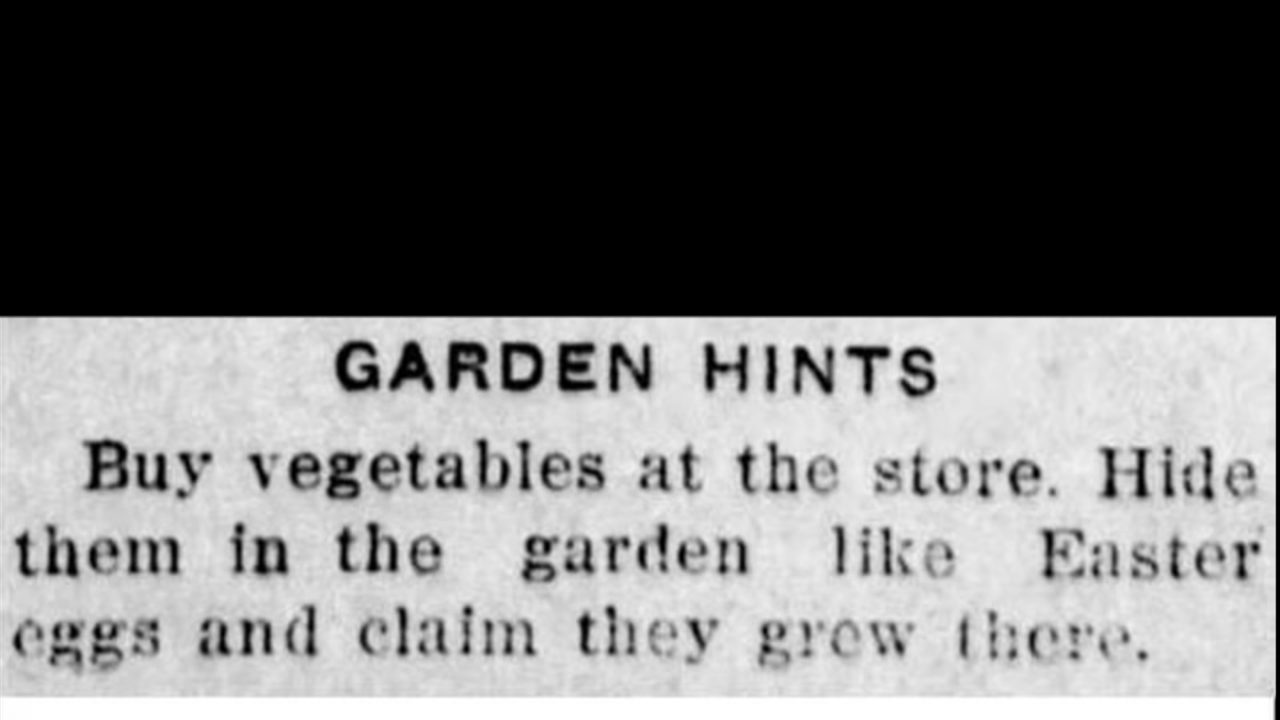 GARDEN HINTS
Buy vegetables at the store. Hide
them in the garden like Easter
eggs and claim they grew there.